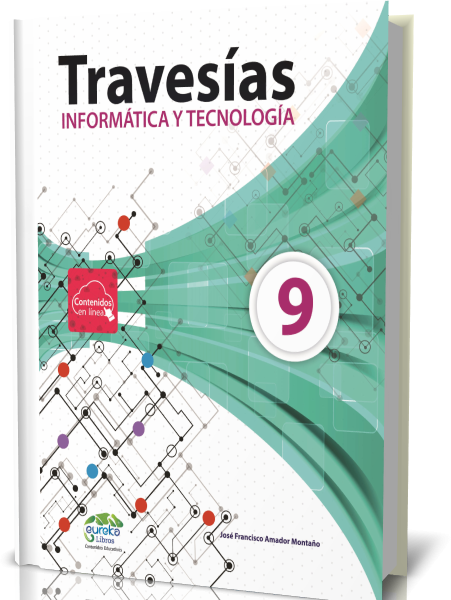 Travesías
INFORMÁTICA Y TECNOLOGÍA
Contenidos
en línea
9
eureka
Libros
Contenidos Educativos
José Francisco Amador Montaño